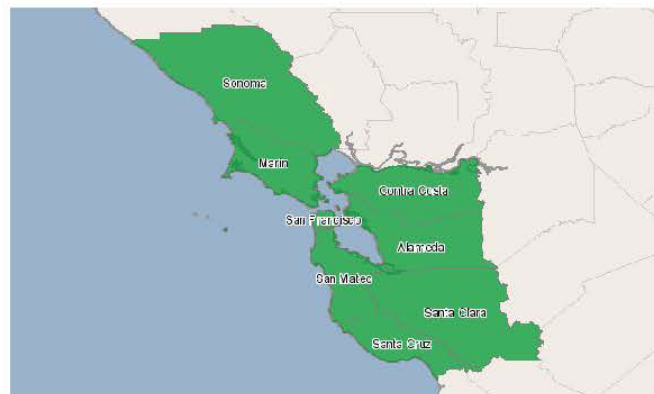 Sonoma
Marin
Contra Costa
San Francisco
Alameda
San Mateo
Santa Clara
Santa Cruz